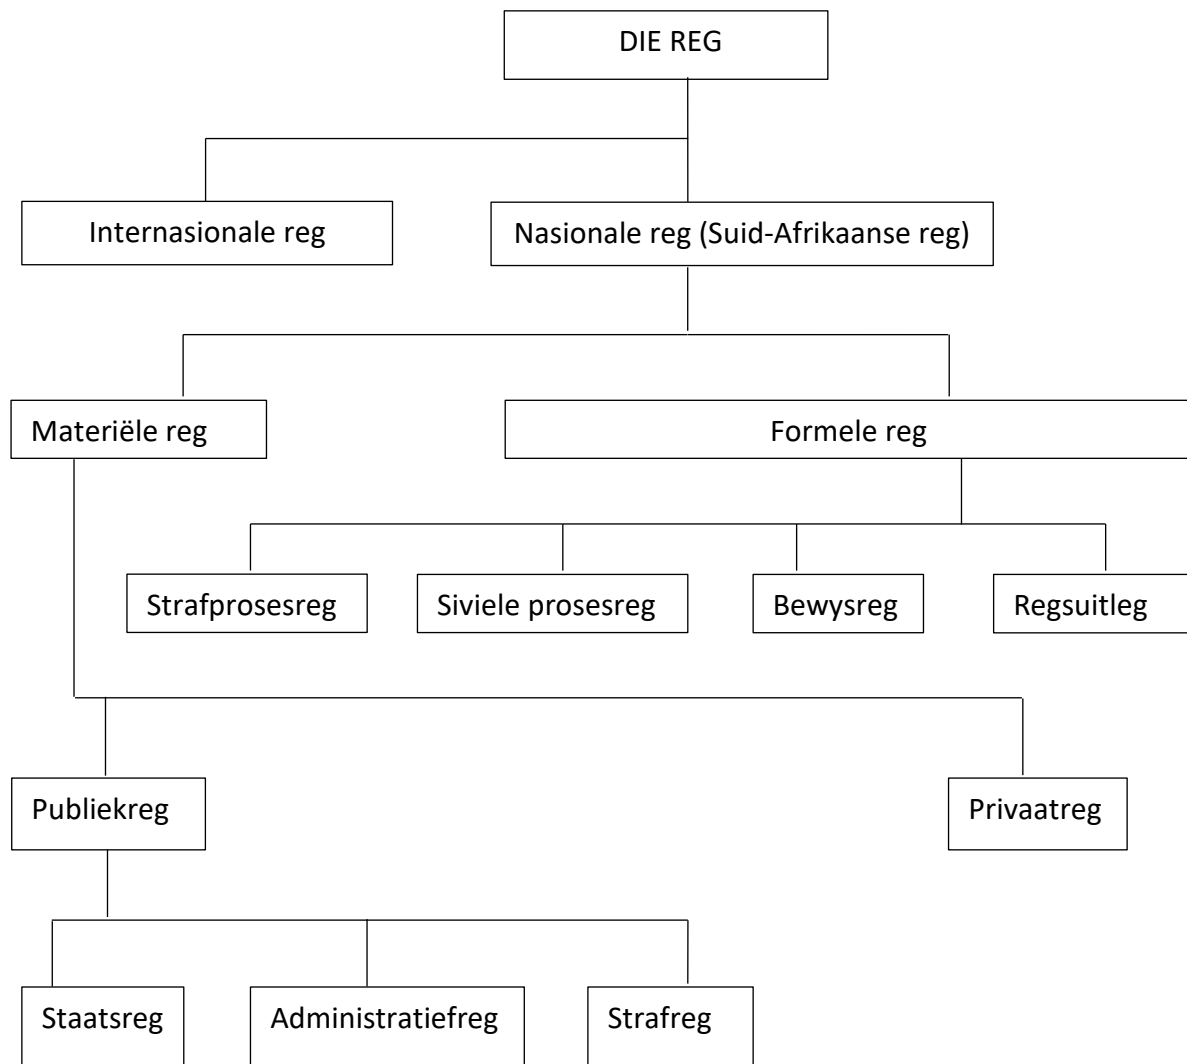 DIE REG
Internasionale reg
Nasionale reg (Suid-Afrikaanse reg)
Materiële reg
Formele reg
Strafprosesreg
Siviele prosesreg
Bewysreg
Regsuitleg
Publiekreg
Privaatreg
Staatsreg
Administratiefreg
Strafreg